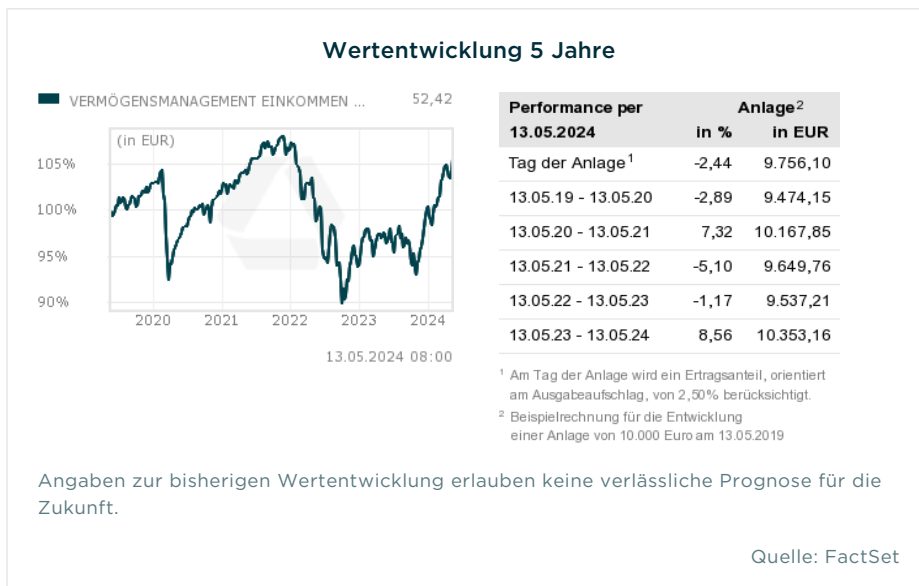 Wertentwicklung 5 Jahre
VERMÖGENSMANAGEMENT EINKOMMEN ... 52,42
(in EUR)
105%
100%
95%
90%
2020 2021 2022 2023 2024
13.05.2024 08:00
Performance per Anlage²
13.05.2024 in % in EUR
Tag der Anlage¹ -2,44 9.756,10
13.05.19 - 13.05.20 -2,89 9.474,15
13.05.20 - 13.05.21 7,32 10.167,85
13.05.21 - 13.05.22 -5,10 9.649,76
13.05.22 - 13.05.23 -1,17 9.537,21
13.05.23 - 13.05.24 8,56 10.353,16
¹ Am Tag der Anlage wird ein Ertragsanteil, orientiert
am Ausgabeaufschlag, von 2,50% berücksichtigt.
² Beispielrechnung für die Entwicklung
einer Anlage von 10.000 Euro am 13.05.2019
Angaben zur bisherigen Wertentwicklung erlauben keine verlässliche Prognose für die
Zukunft.
Quelle: FactSet